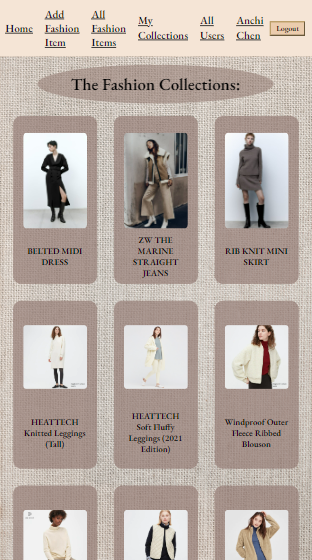 Home
Add
Fashion
Item
All
Fashion
Items
My
Collections
All
Users
Anchi
Chen
Logout
The Fashion Collections:
BELTED MIDI
DRESS
ZW THE
MARINE
STRAIGHT
JEANS
RIB KNIT MINI
SKIRT
HEATTECH
Knitted Leggings
(Tall)
HEATTECH
Soft Fluffy
Leggings (2021
Edition)
Windproof Outer
Fleece Ribbed
Blouson